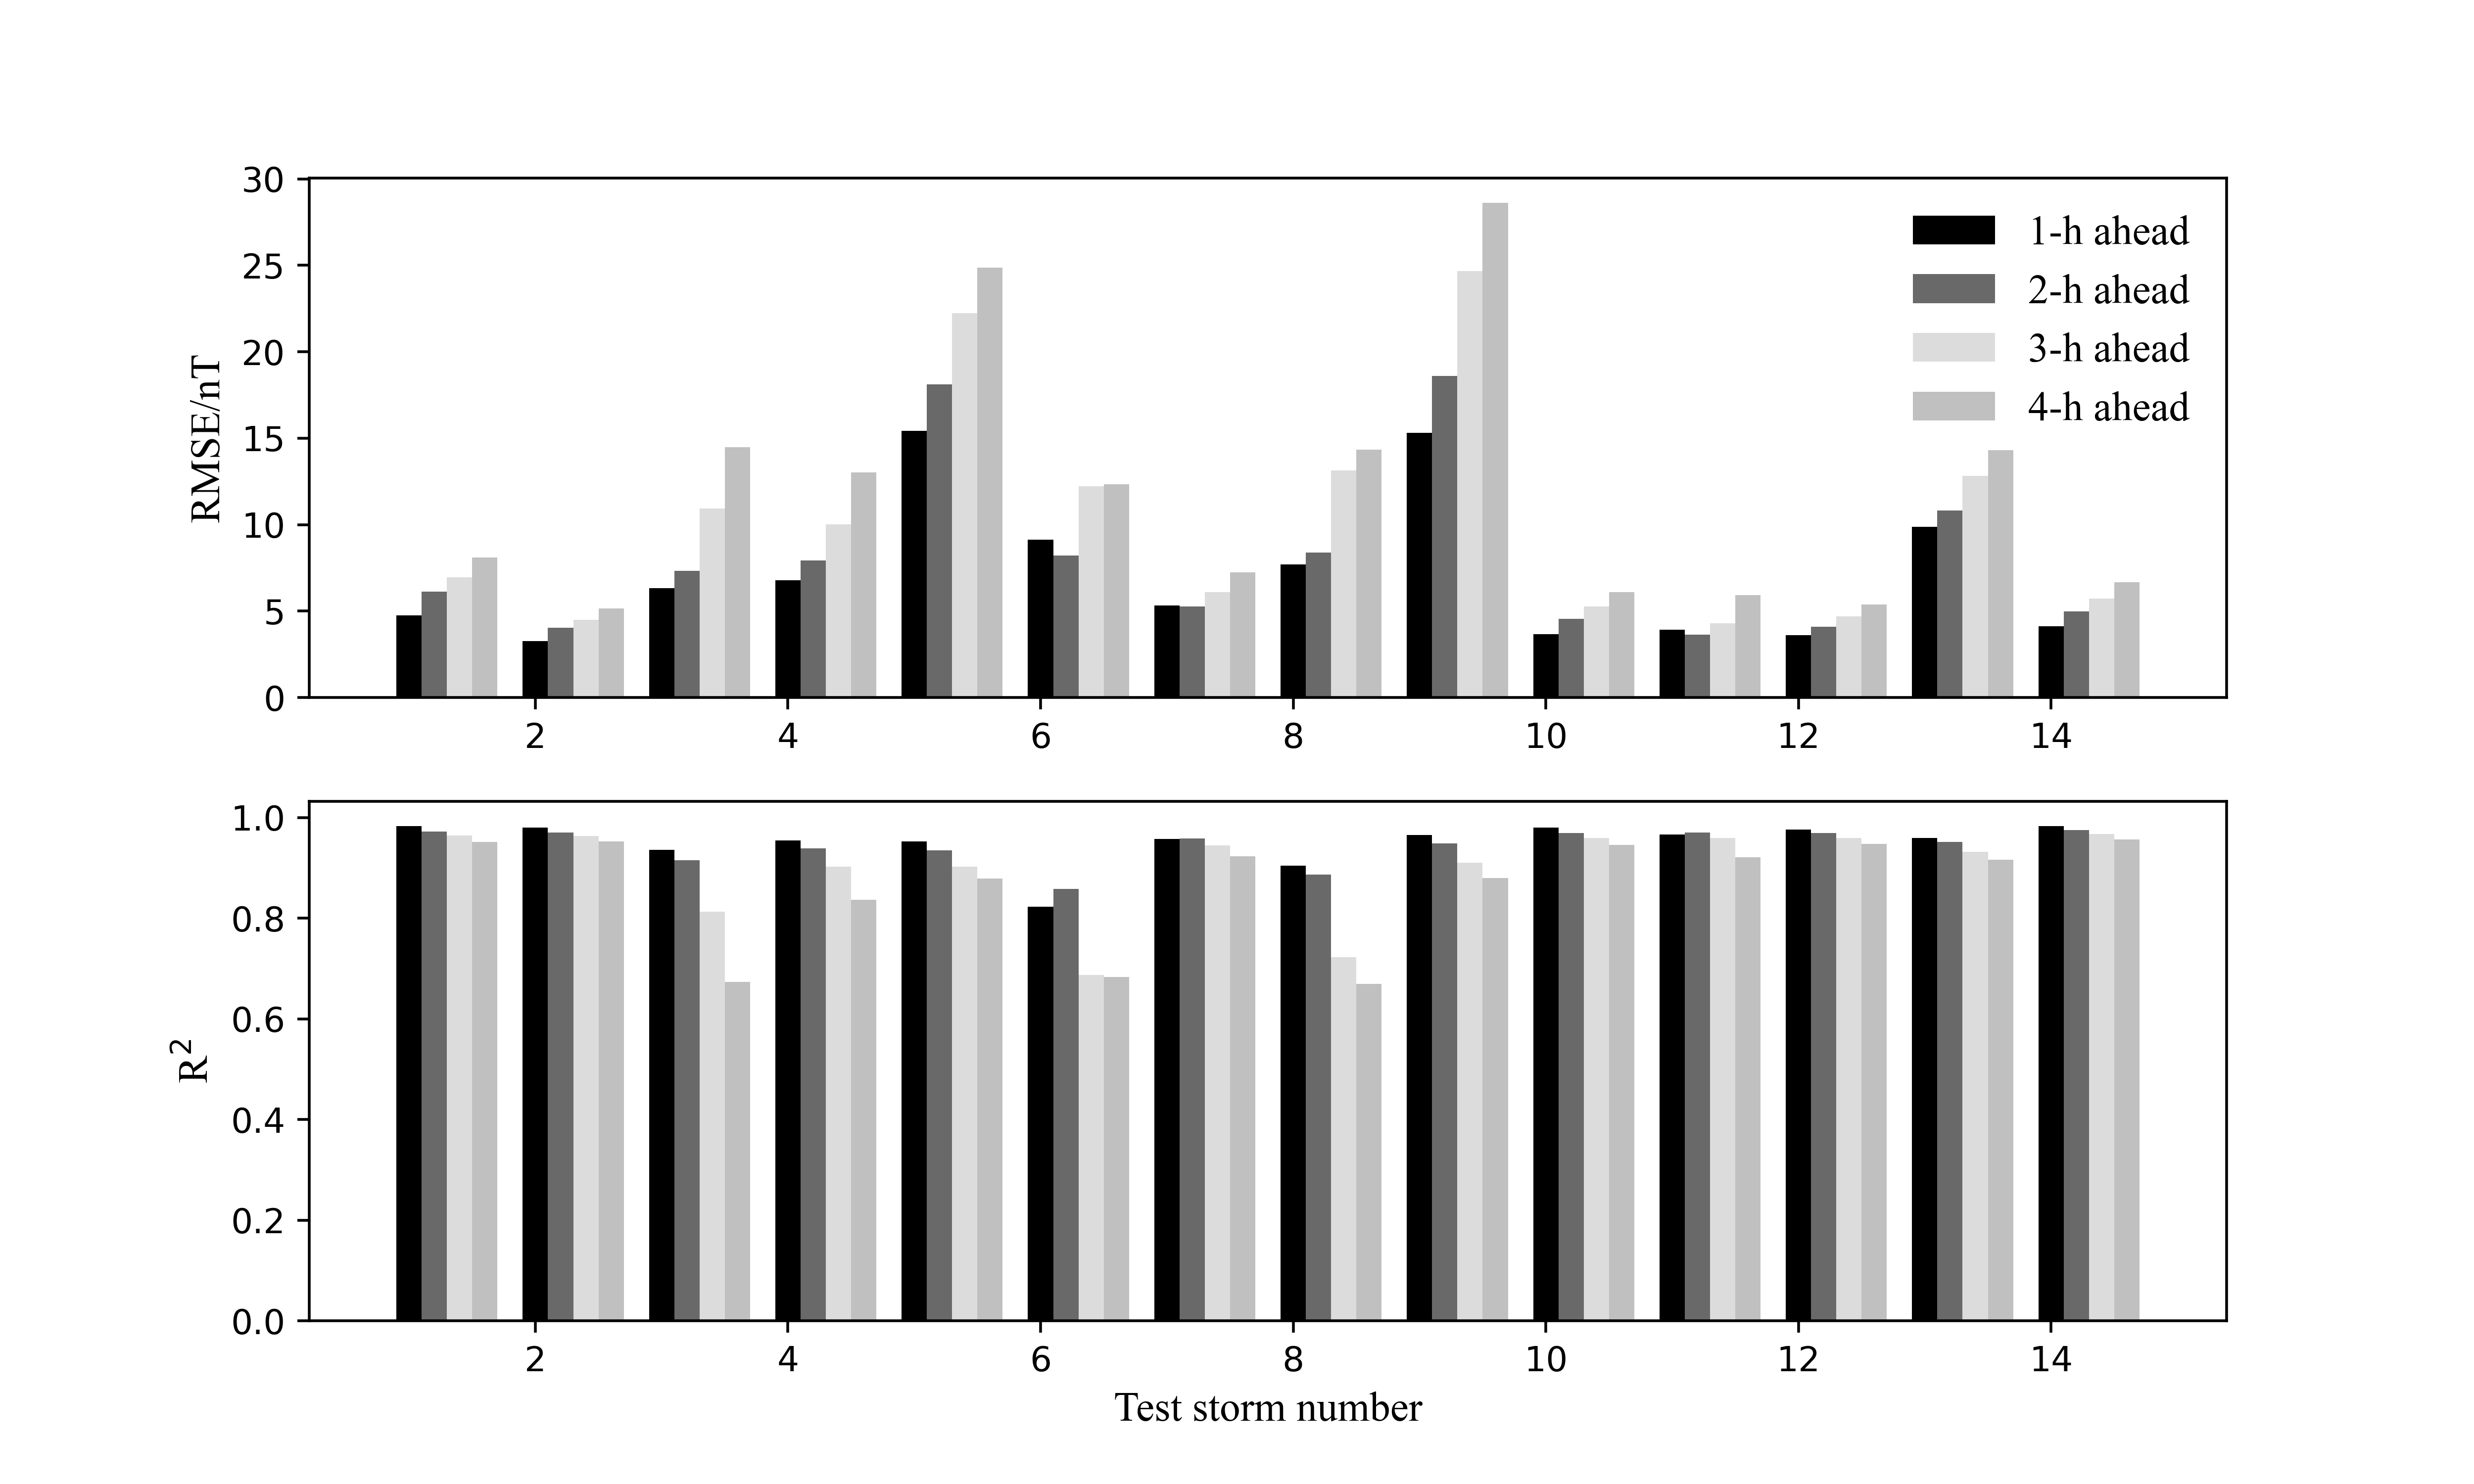 30
25
20
15
10
5
0
RMSE/nT
1-h ahead
2-h ahead
3-h ahead
4-h ahead
2 4 6 8 10 12 14
1.0
0.8
0.6
0.4
0.2
0.0
R²
2 4 6 8 10 12 14
Test storm number